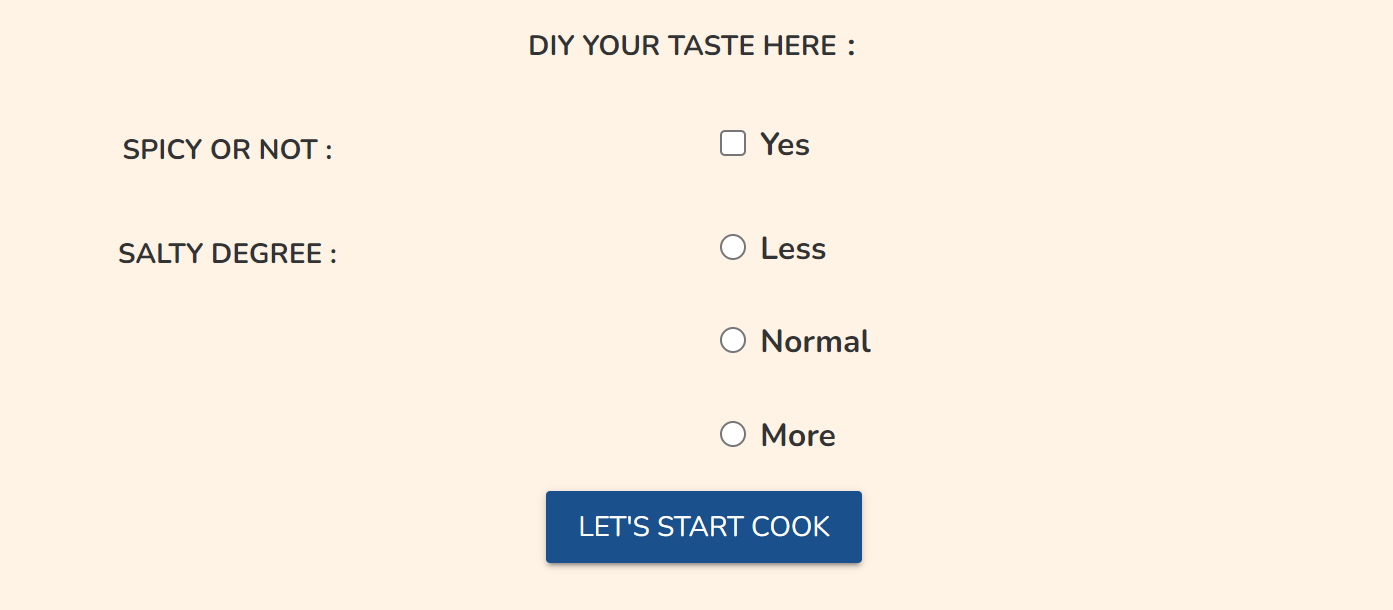 DIY YOUR TASTE HERE :
SPICY OR NOT :
Yes
SALTY DEGREE :
Less
Normal
More
LET'S START COOK